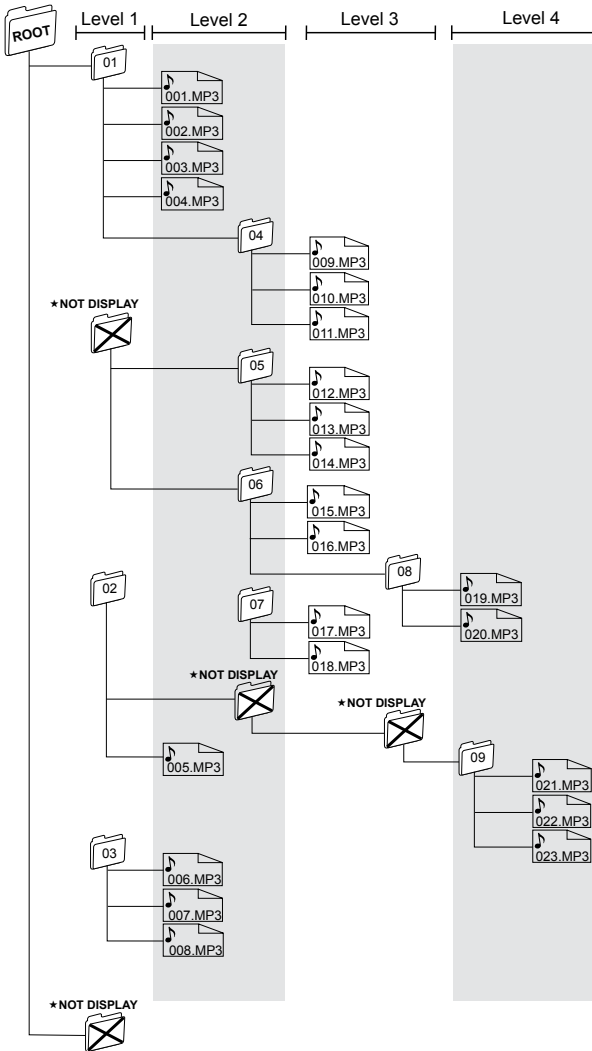 Level 1 Level 2 Level 3 Level 4
ROOT
01
001.MP3
002.MP3
003.MP3
004.MP3
04
009.MP3
010.MP3
011.MP3
★NOT DISPLAY
05
012.MP3
013.MP3
014.MP3
06
015.MP3
016.MP3
08
019.MP3
020.MP3
02
07
017.MP3
018.MP3
★NOT DISPLAY
★NOT DISPLAY
09
021.MP3
022.MP3
023.MP3
005.MP3
03
006.MP3
007.MP3
008.MP3
★NOT DISPLAY